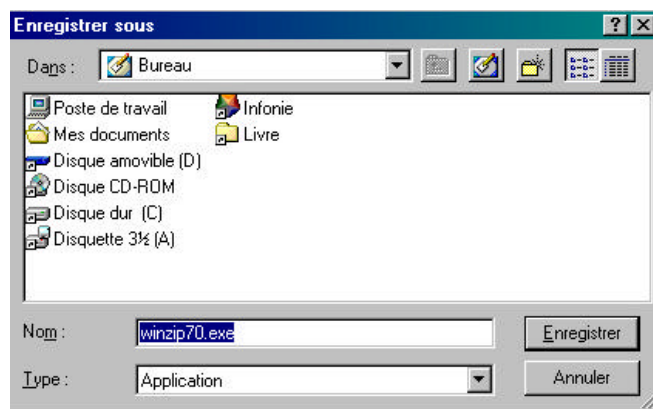 Enregistrer sous
Dans : Bureau
Poste de travail Infonie
Mes documents Livre
Disque amovible (D)
Disque CD-ROM
Disque dur (C)
Disquette 3½ (A)
Nom : winzip70.exe Enregistrer
Type : Application Annuler